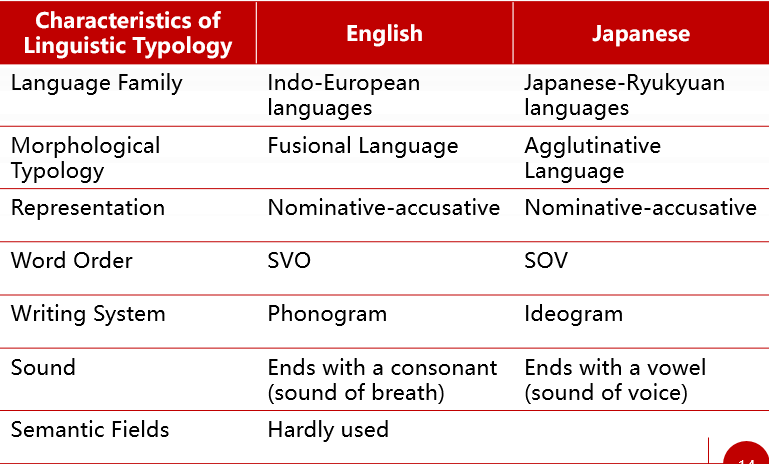 Characteristics of
Linguistic Typology
English
Japanese
Language Family
Indo-European
languages
Japanese-Ryukyuan
languages
Morphological
Typology
Fusional Language
Agglutinative
Language
Representation
Nominative-accusative
Nominative-accusative
Word Order
SVO
SOV
Writing System
Phonogram
Ideogram
Sound
Ends with a consonant
(sound of breath)
Ends with a vowel
(sound of voice)
Semantic Fields
Hardly used